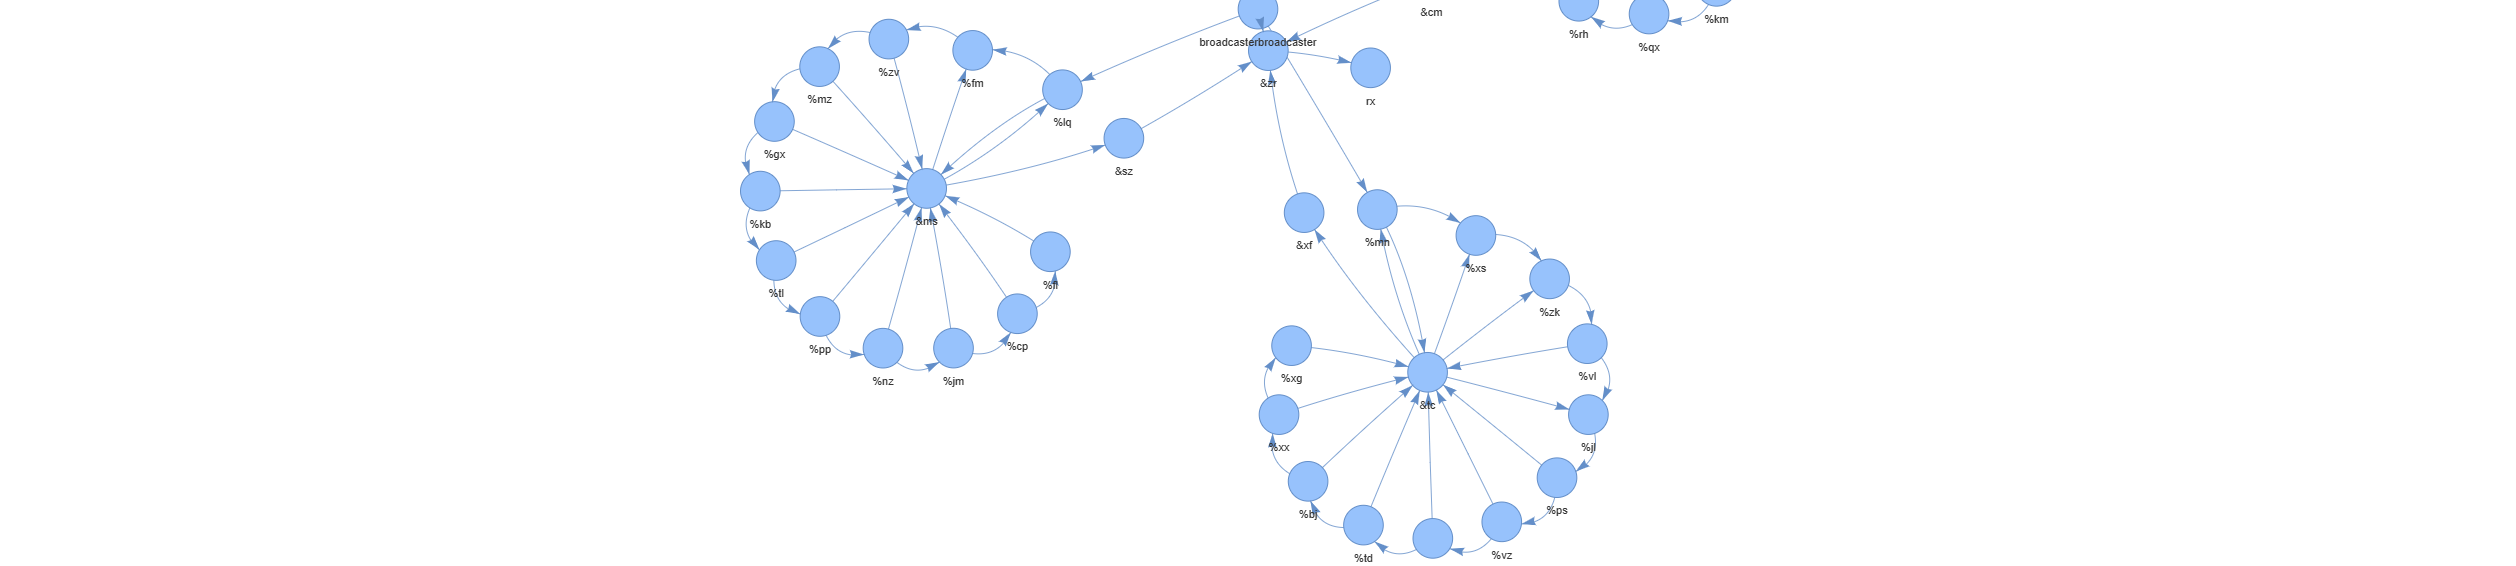 &cm
%km
%rh
%qx
broadcasterbroadcaster
%zv
%fm
&zr
%mz
rx
%lq
%gx
&sz
%kb
&ms
&xf
%mn
%xs
%tl
%zk
%pp
%cp
%nz
%jm
%xg
%vl
&tc
%xx
%jl
%bj
%ps
%td
%vz